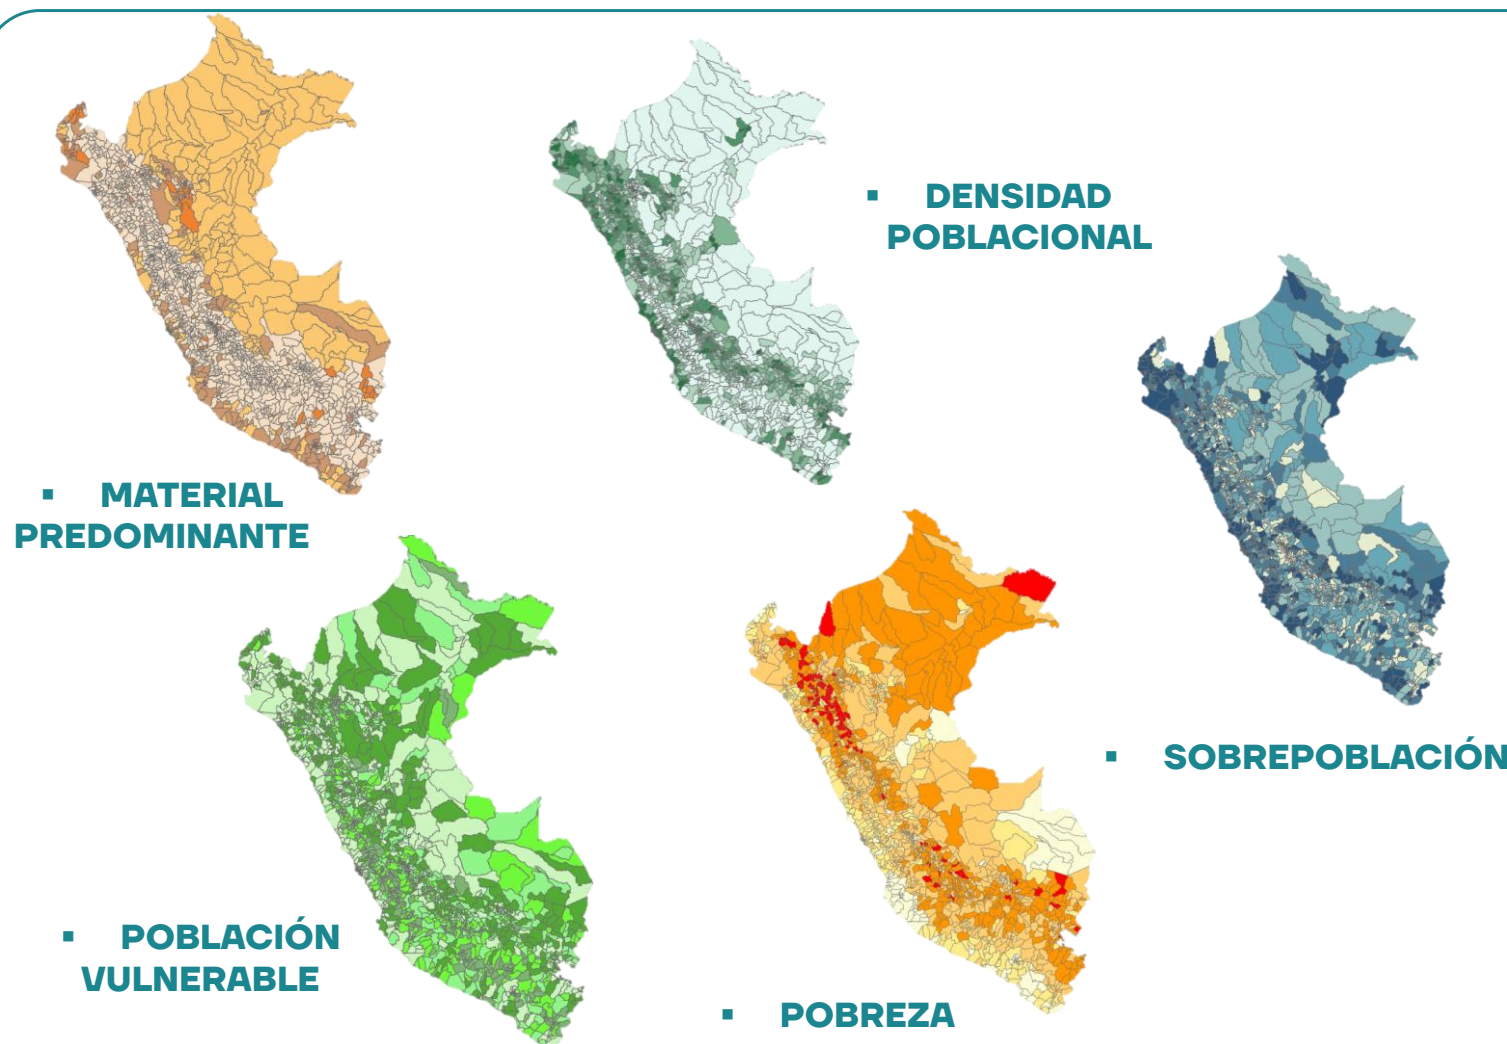 ▪ DENSIDAD
POBLACIONAL
▪ MATERIAL
PREDOMINANTE
▪ SOBREPOBLACIÓN
▪ POBLACIÓN
VULNERABLE
▪ POBREZA